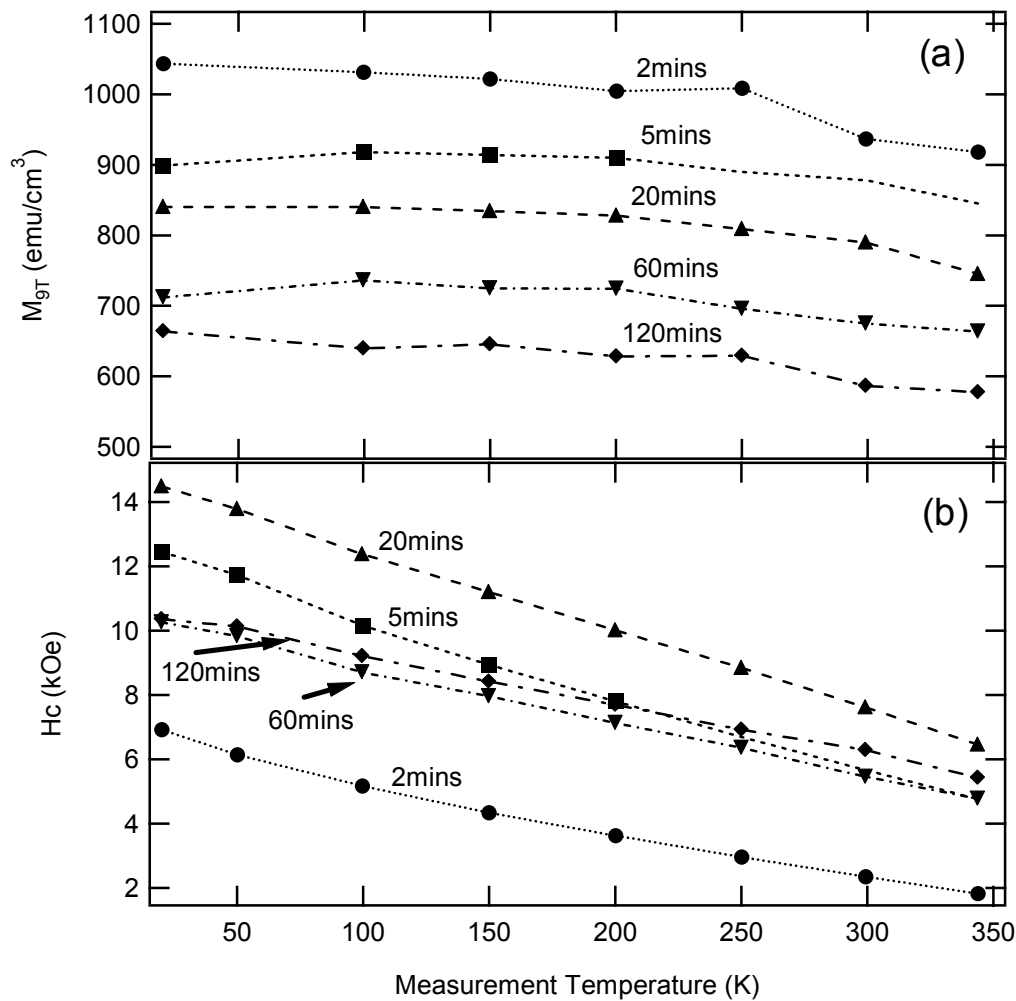 1100
(a)
2mins
1000
5mins
900
20mins
800
60mins
700
120mins
600
500
M9T (emu/cm³)
(b)
14
20mins
12
5mins
10
120mins
8
60mins
6
2mins
4
2
Hc (kOe)
50 100 150 200 250 300 350
Measurement Temperature (K)